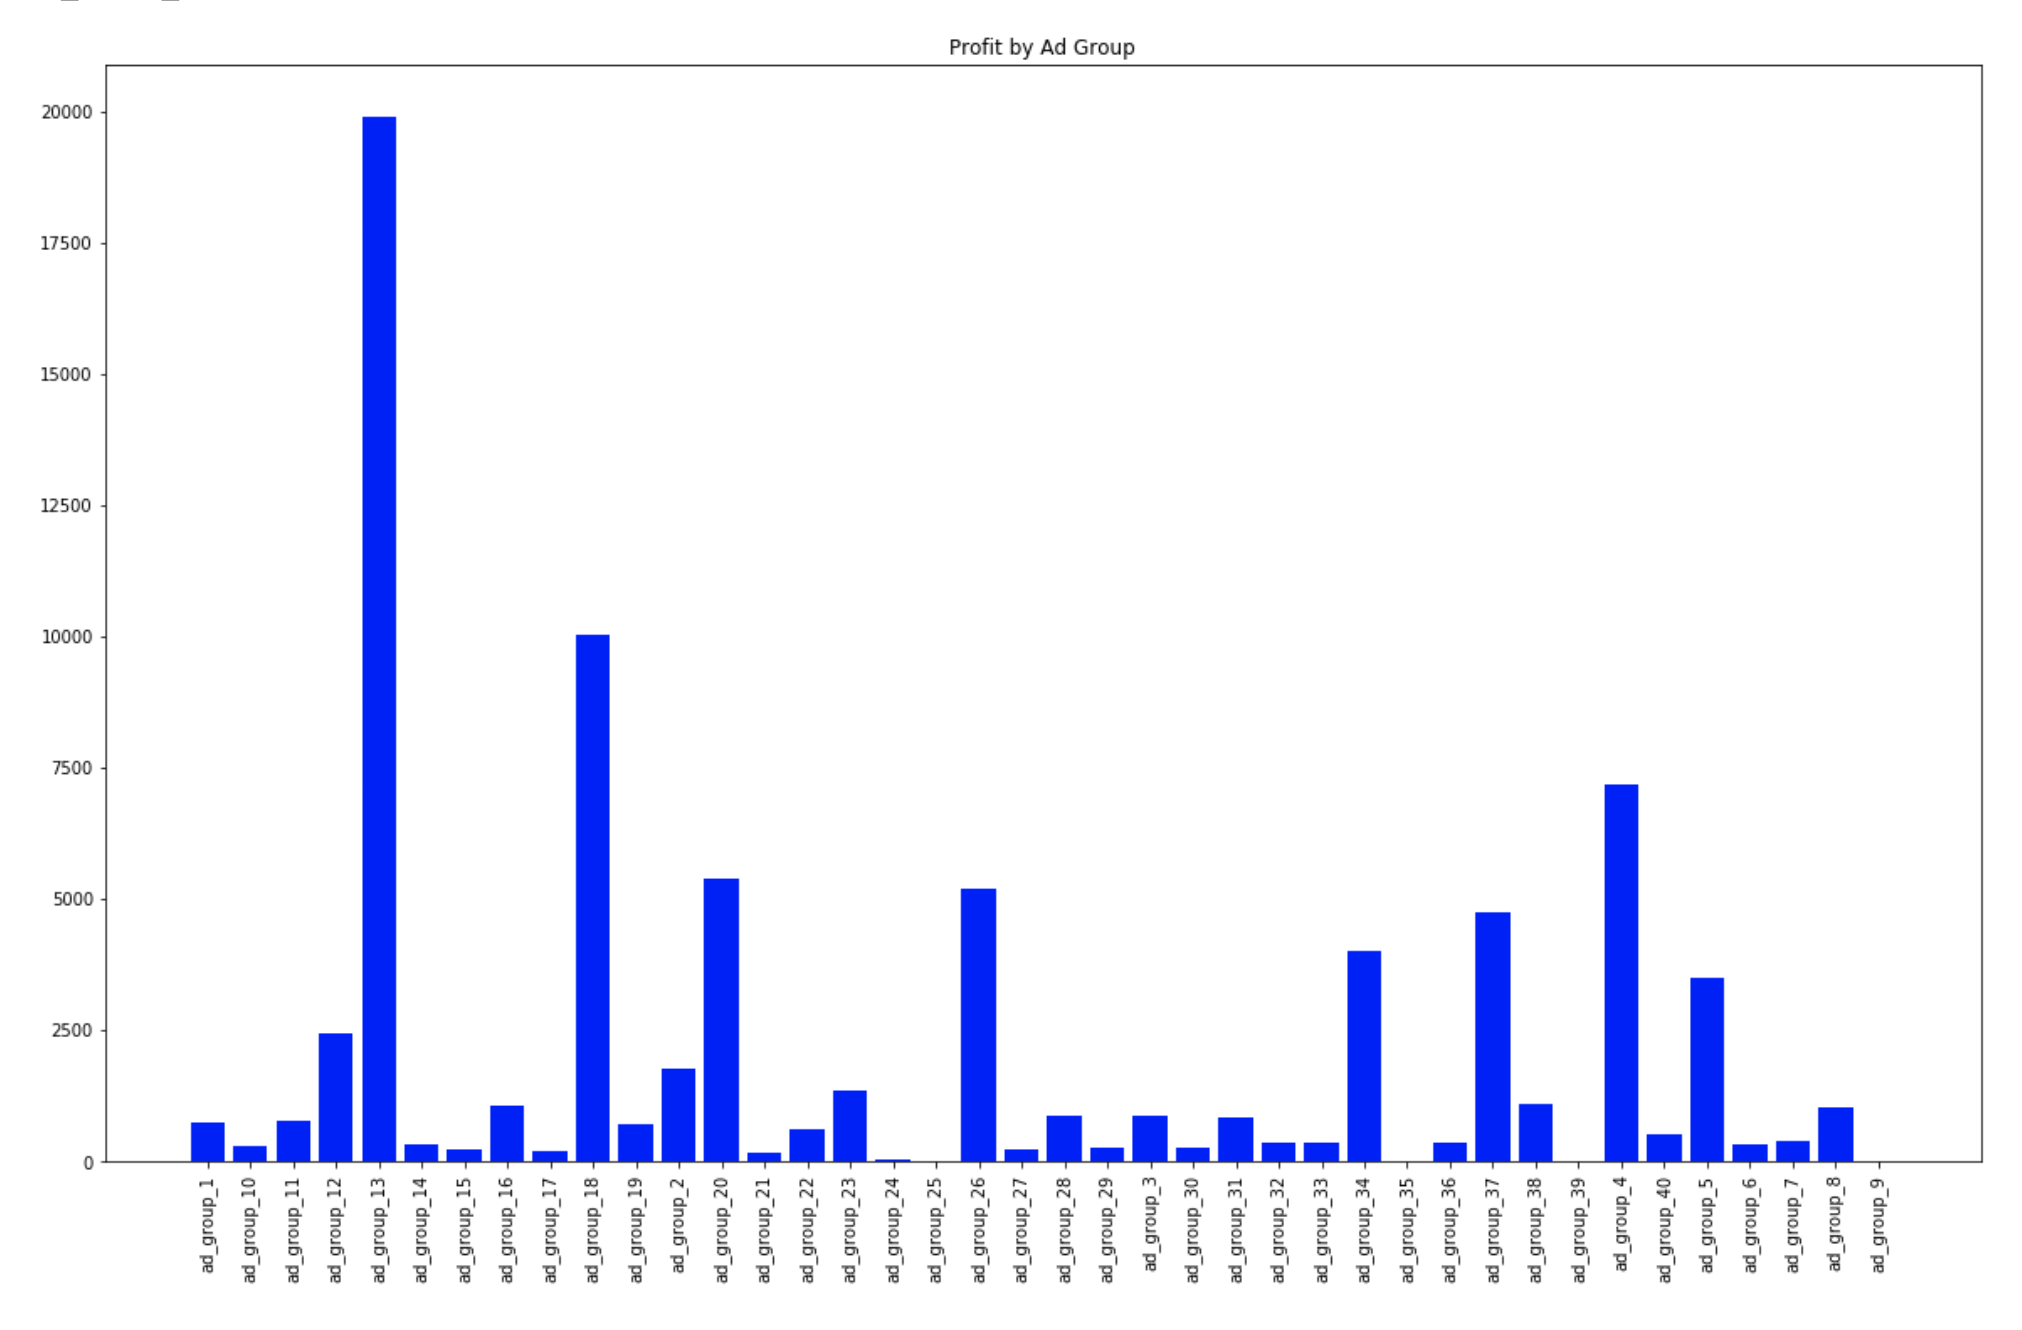 Profit by Ad Group
20000
17500
15000
12500
10000
7500
5000
2500
0
ad_group_1
ad_group_10
ad_group_11
ad_group_12
ad_group_13
ad_group_14
ad_group_15
ad_group_16
ad_group_17
ad_group_18
ad_group_19
ad_group_2
ad_group_20
ad_group_21
ad_group_22
ad_group_23
ad_group_24
ad_group_25
ad_group_26
ad_group_27
ad_group_28
ad_group_29
ad_group_3
ad_group_30
ad_group_31
ad_group_32
ad_group_33
ad_group_34
ad_group_35
ad_group_36
ad_group_37
ad_group_38
ad_group_39
ad_group_4
ad_group_40
ad_group_5
ad_group_6
ad_group_7
ad_group_8
ad_group_9